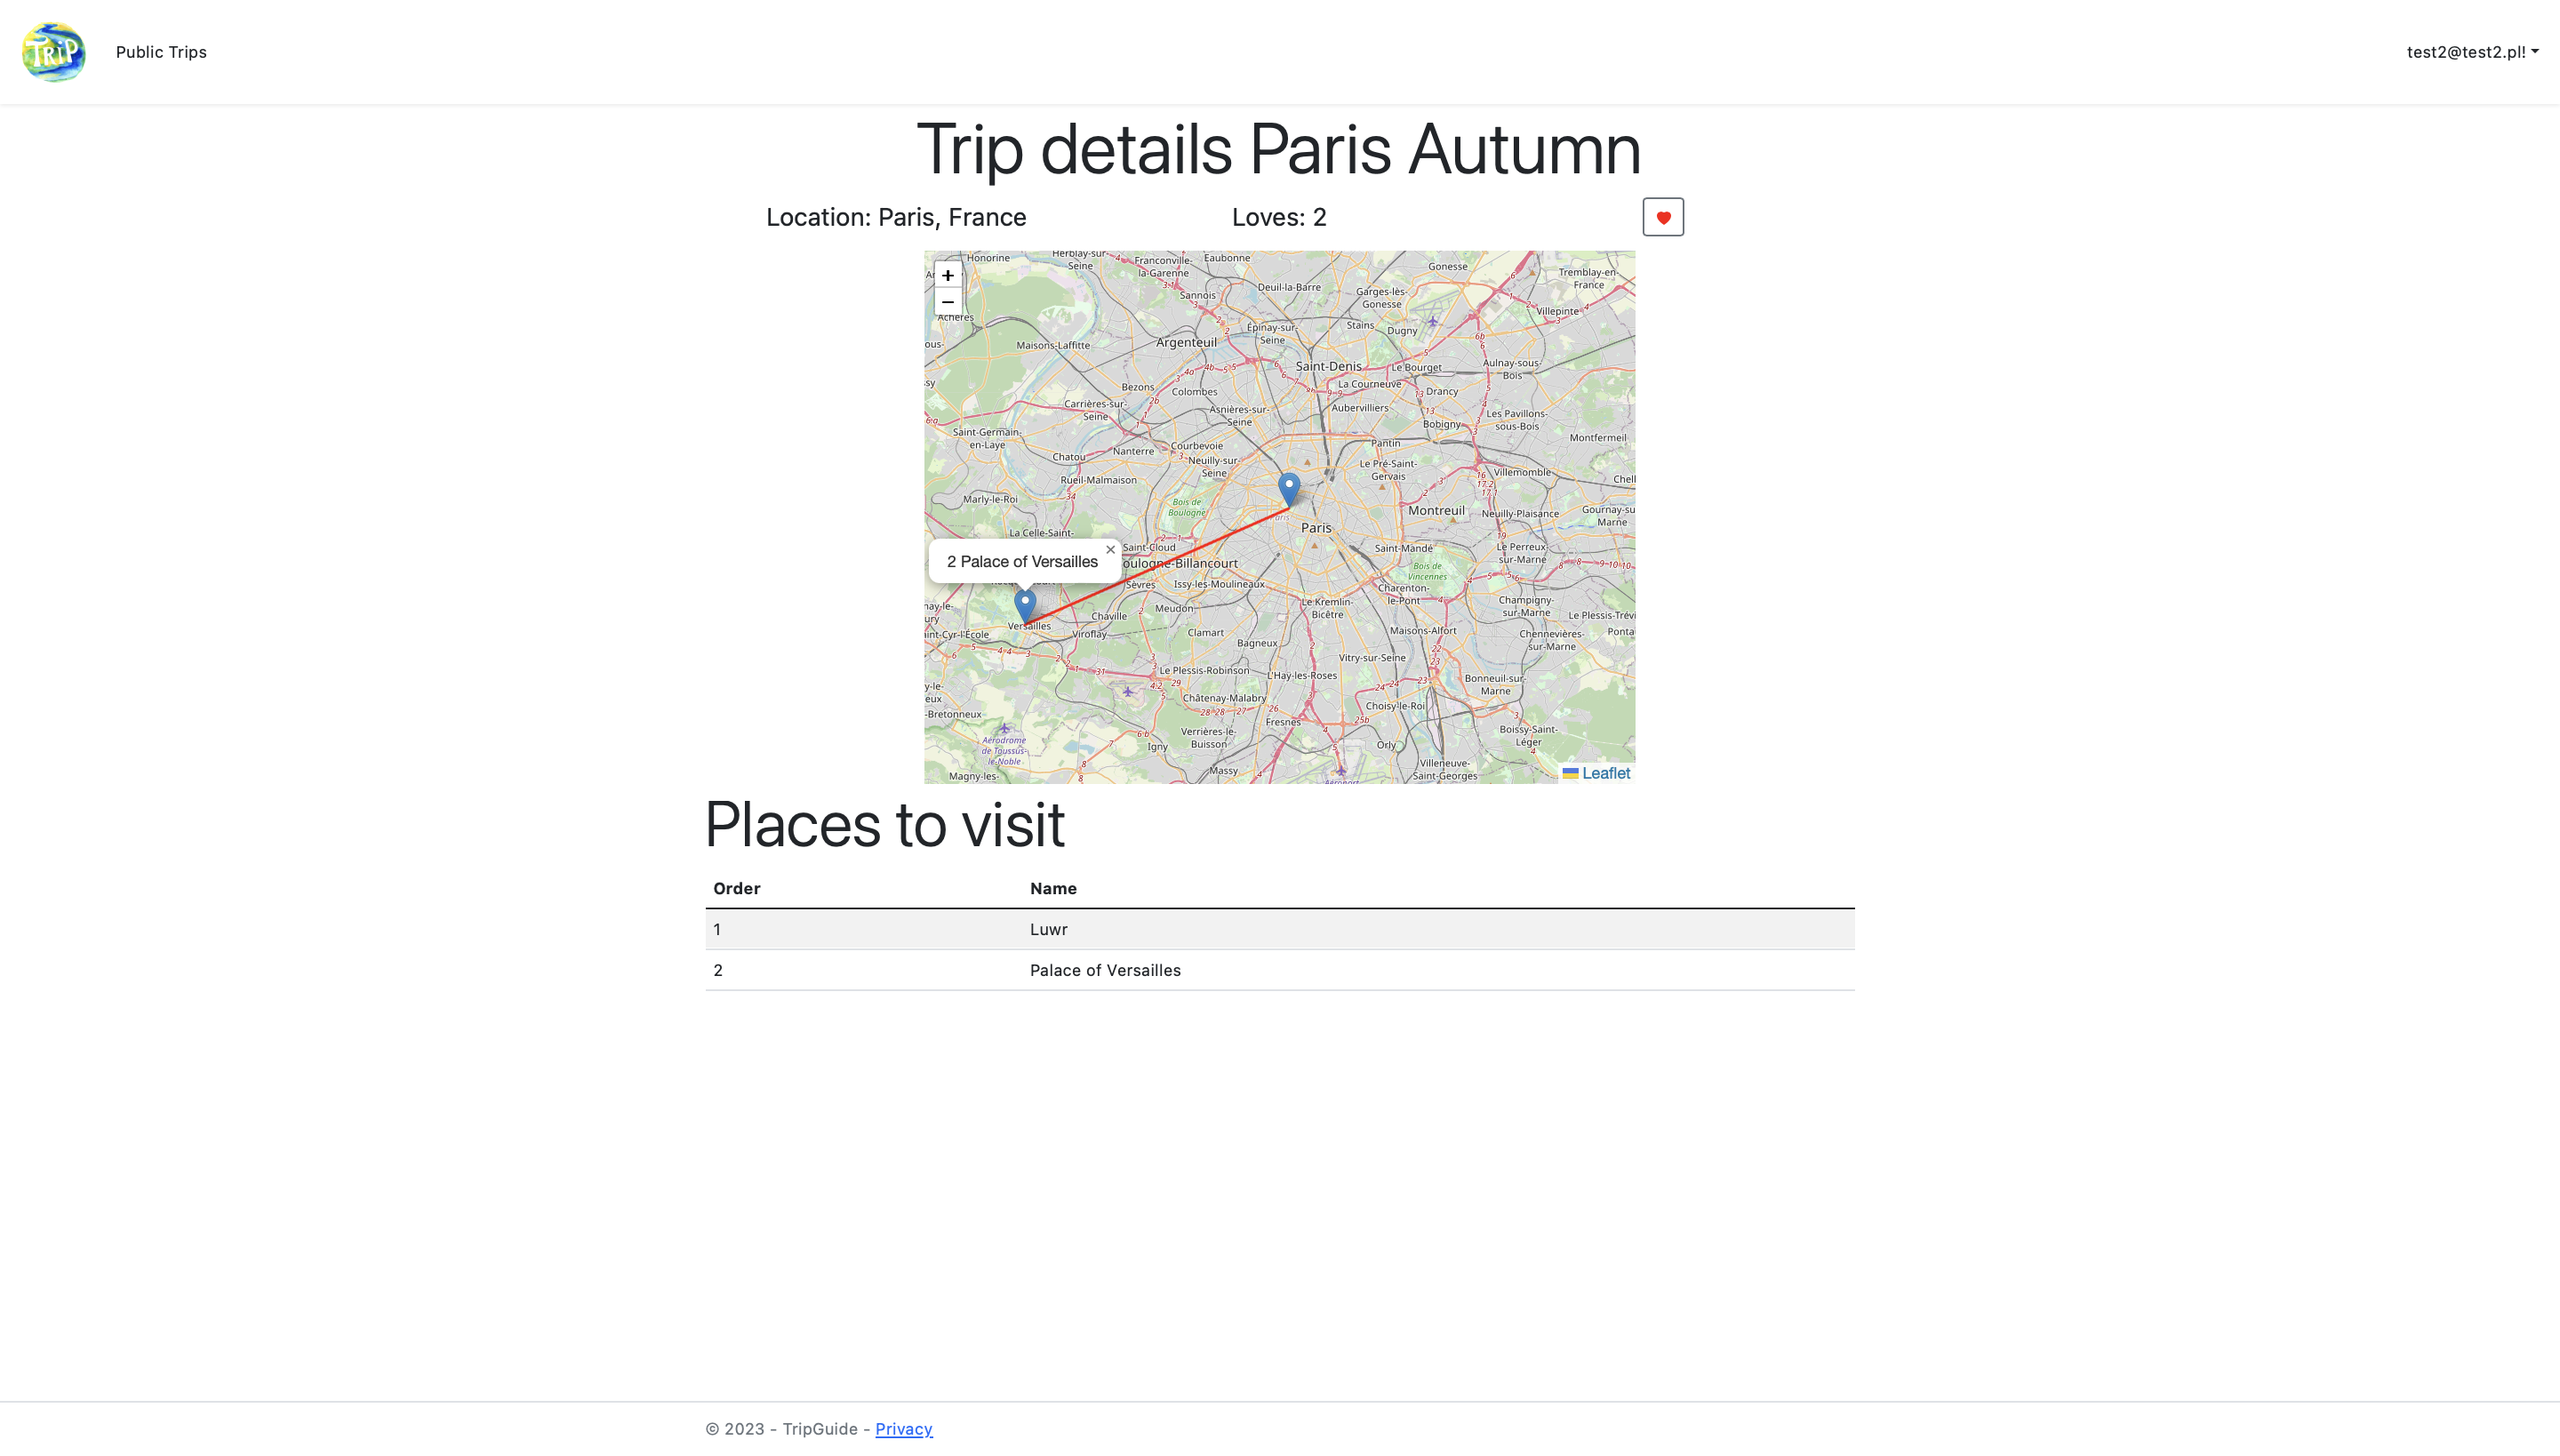 TRIP
Public Trips
test2@test2.pl!
Trip details Paris Autumn
Location: Paris, France
Loves: 2
Honorine
Herblay-sur-Seine
Franconville-la-Garenne
Eaubonne
Gonesse
Tremblay-en-France
+
−
Achères
Sannois
Deuil-la-Barre
Garges-lès-Gonesse
Villepinte
Maisons-Laffitte
Argenteuil
Épinay-sur-Seine
Stains
Dugny
Saint-Denis
Le Bourget
Aulnay-sous-Bois
Bezons
Colombes
La Courneuve
Drancy
Carrières-sur-Seine
Asnières-sur-Seine
Aubervilliers
Bobigny
Les Pavillons-sous-Bois
Saint-Germain-en-Laye
Courbevoie
Pantin
Montfermeil
Chatou
Nanterre
Neuilly-sur-Seine
Le Pré-Saint-Gervais
Villemomble
Rueil-Malmaison
Marly-le-Roi
Bois de Boulogne
Paris
Paris
Montreuil
Neuilly-Plaisance
Gournay-su
Marne
La Celle-Saint-
Saint-Cloud
Saint-Mandé
Le Perreux-sur-Marne
2 Palace of Versailles
×
oulogne-Billancourt
Sèvres
Issy-les-Moulineaux
Bois de Vincennes
Charenton-le-Pont
Le Kremlin-Bicêtre
Champigny-sur-Marne
Le Plessis-Trévi
Meudon
Chaville
Versailles
Viroflay
Clamart
Bagneux
Maisons-Alfort
Chennevières-sur-Marne
int-Cyr-l'École
Vitry-sur-Seine
Le Plessis-Robinson
L'Haÿ-les-Roses
Bonneuil-sur-Marne
Châtenay-Malabry
Choisy-le-Roi
-Bretonneux
Fresnes
Aérodrome de Toussus-le-Noble
Verrières-le-Buisson
Igny
Orly
Boissy-Saint-Léger
Magny-les-
Massy
Villeneuve-Saint-Georges
Leaflet
Places to visit
Order Name
1 Luwr
2 Palace of Versailles
© 2023 - TripGuide - Privacy